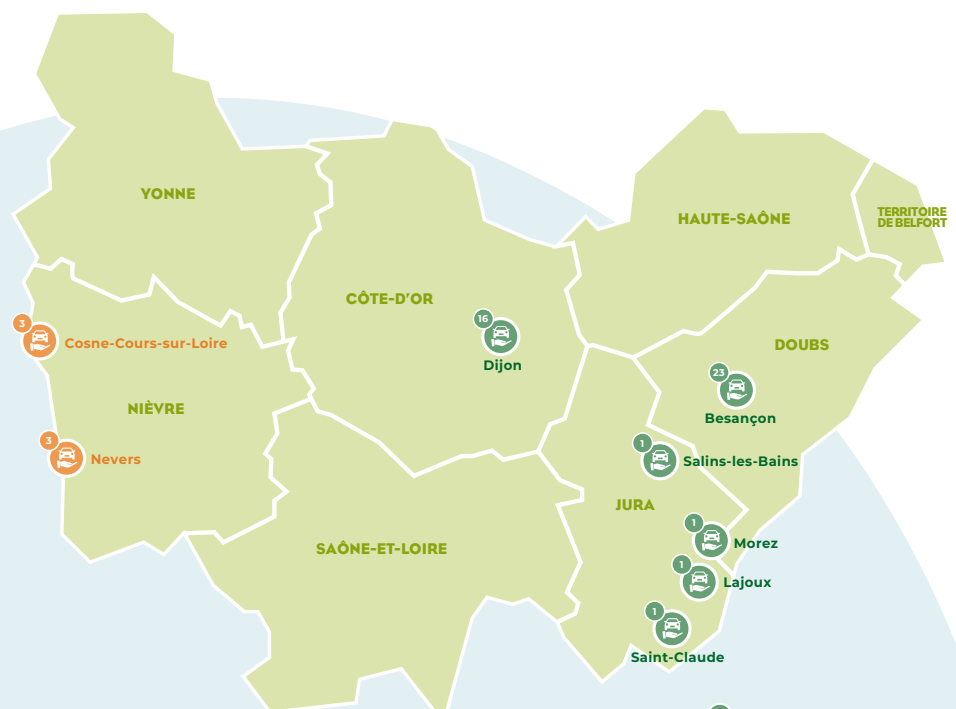 YONNE
HAUTE-SAÔNE
TERRITOIRE
DE BELFORT
CÔTE-D'OR
16
Dijon
3
Cosne-Cours-sur-Loire
DOUBS
23
Besançon
NIÈVRE
3
Nevers
1
Salins-les-Bains
JURA
SAÔNE-ET-LOIRE
1
Morez
1
Lajoux
1
Saint-Claude